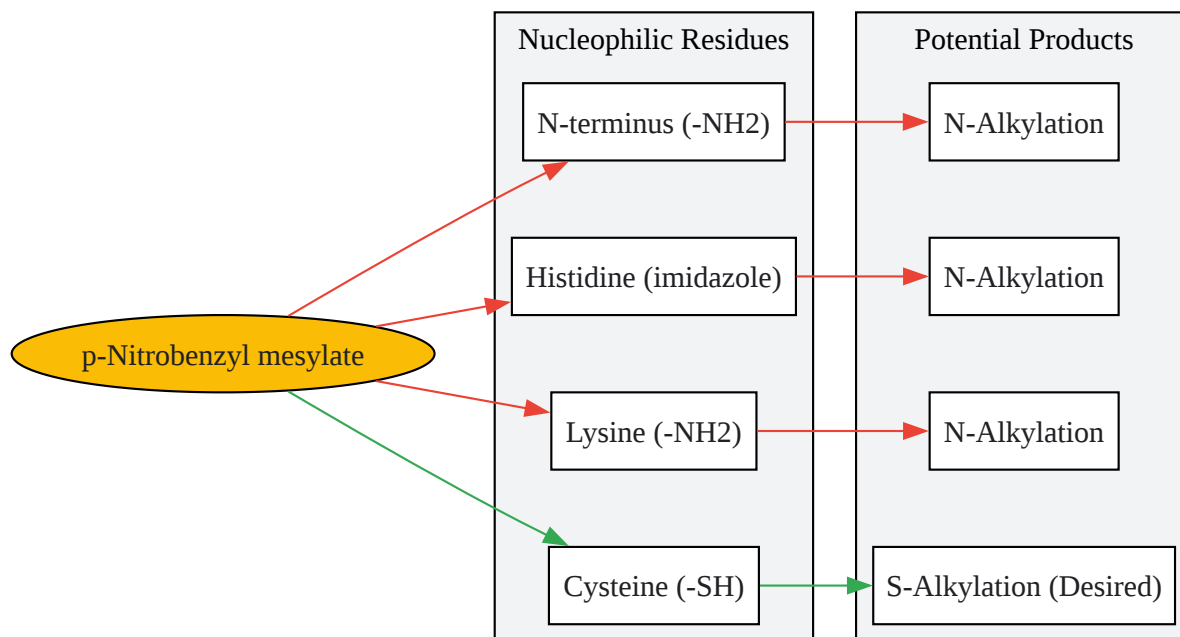 Nucleophilic Residues
Potential Products
N-terminus (-NH2)
N-Alkylation
Histidine (imidazole)
N-Alkylation
p-Nitrobenzyl mesylate
Lysine (-NH2)
N-Alkylation
Cysteine (-SH)
S-Alkylation (Desired)